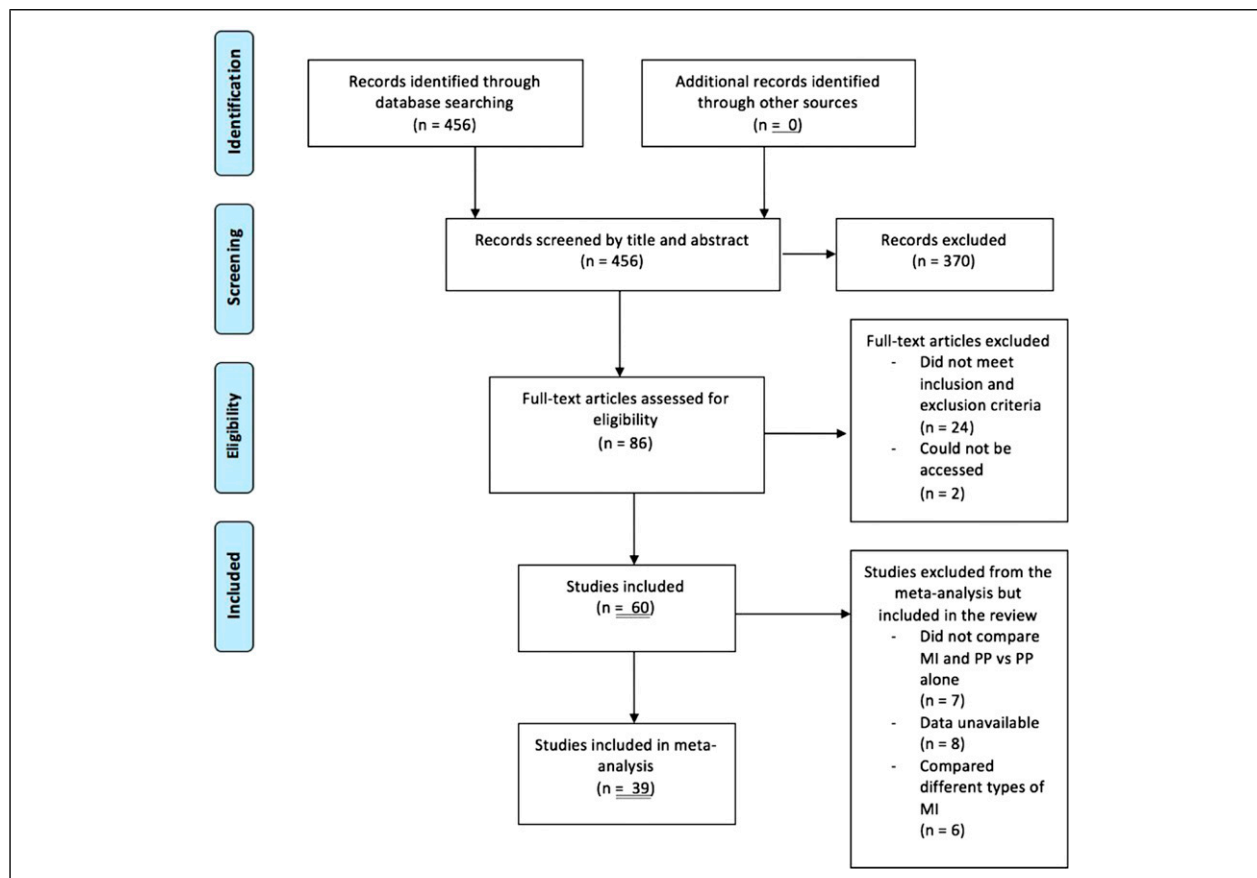 Identification
Records identified through
database searching
(n = 456)
Additional records identified
through other sources
(n = 0)
Screening
Records screened by title and abstract
(n = 456)
Records excluded
(n = 370)
Eligibility
Full-text articles assessed for
eligibility
(n = 86)
Full-text articles excluded
- Did not meet
inclusion and
exclusion criteria
(n = 24)
- Could not be
accessed
(n = 2)
Included
Studies included
(n = 60)
Studies excluded from the
meta-analysis but
included in the review
- Did not compare
MI and PP vs PP
alone
(n = 7)
- Data unavailable
(n = 8)
- Compared
different types of
MI
(n = 6)
Studies included in meta-
analysis
(n = 39)